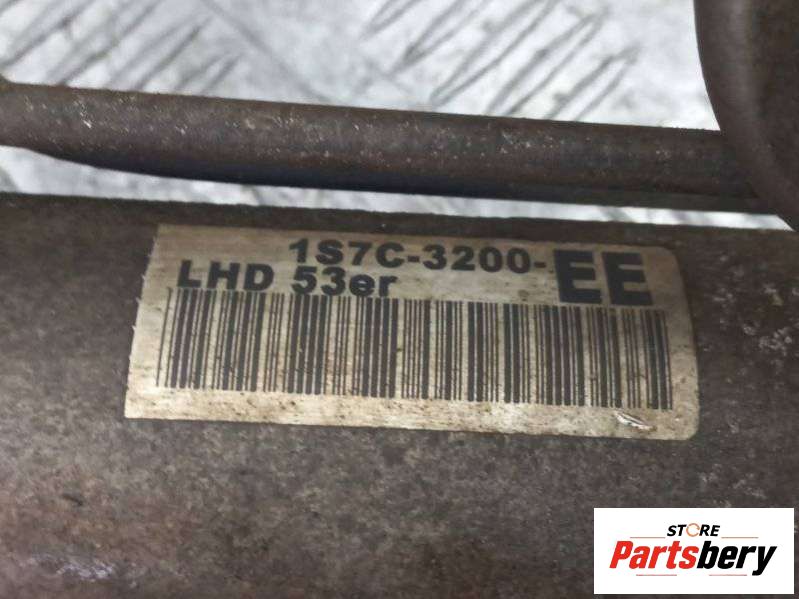 1S7C-3200-EE
LHD 53er
STORE
Partsbery